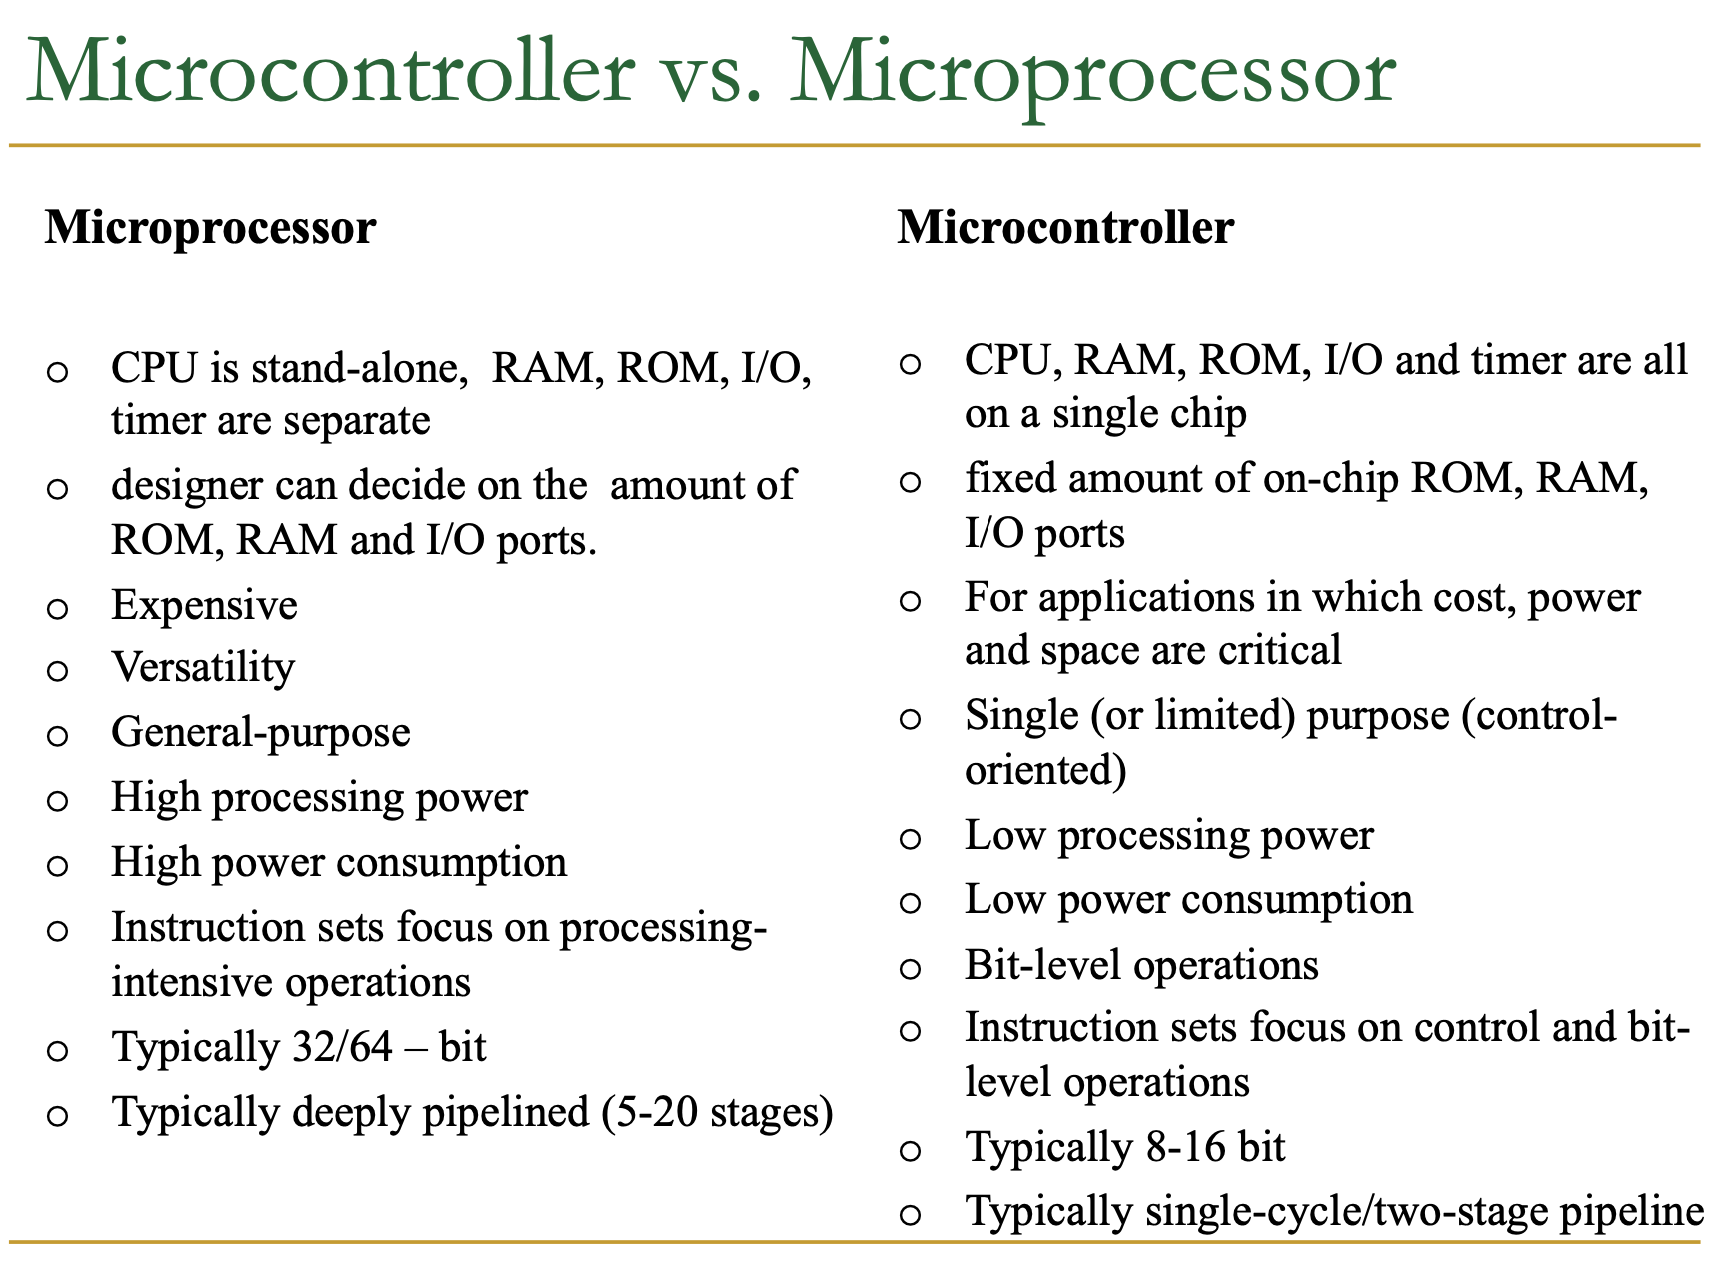 Microcontroller vs. Microprocessor
Microprocessor
○ CPU is stand-alone,  RAM, ROM, I/O,
timer are separate
○ designer can decide on the  amount of
ROM, RAM and I/O ports.
○ Expensive
○ Versatility
○ General-purpose
○ High processing power
○ High power consumption
○ Instruction sets focus on processing-
intensive operations
○ Typically 32/64 – bit
○ Typically deeply pipelined (5-20 stages)
Microcontroller
○ CPU, RAM, ROM, I/O and timer are all
on a single chip
○ fixed amount of on-chip ROM, RAM,
I/O ports
○ For applications in which cost, power
and space are critical
○ Single (or limited) purpose (control-
oriented)
○ Low processing power
○ Low power consumption
○ Bit-level operations
○ Instruction sets focus on control and bit-
level operations
○ Typically 8-16 bit
○ Typically single-cycle/two-stage pipeline